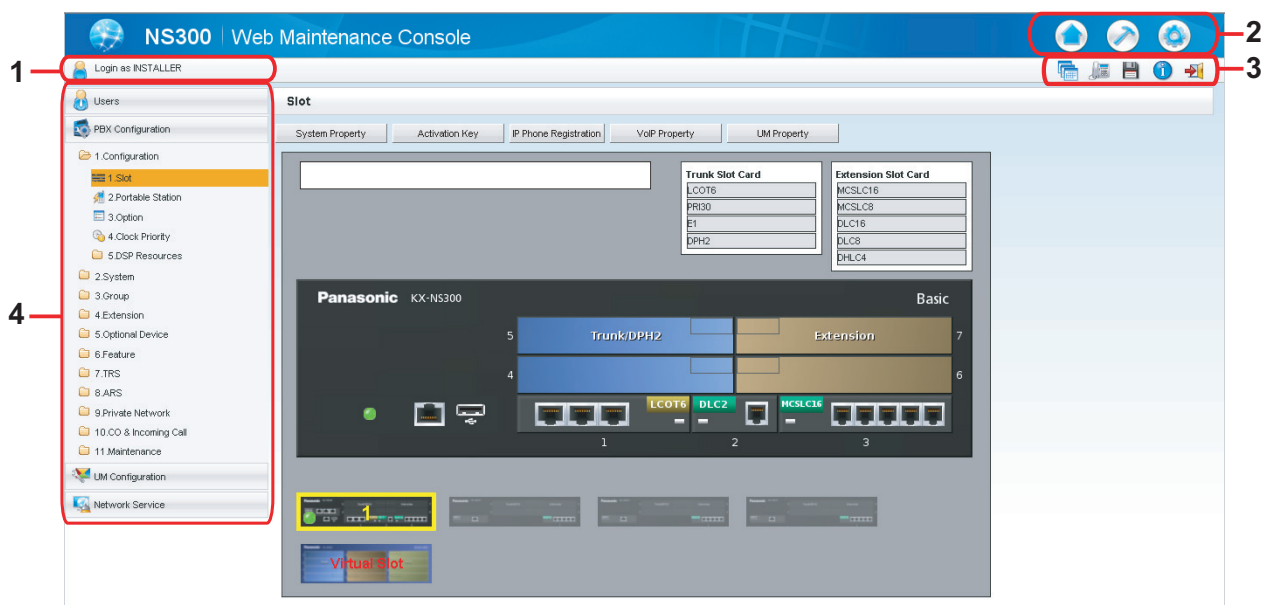 NS300 Web Maintenance Console
2
1
Login as INSTALLER
3
Users
Slot
PBX Configuration
System Property
Activation Key
IP Phone Registration
VoIP Property
UM Property
1.Configuration
1.Slot
2.Portable Station
3.Option
4.Clock Priority
5.DSP Resources
2.System
3.Group
4
4.Extension
5.Optional Device
6.Feature
7.TRS
8.ARS
9.Private Network
10.CO & Incoming Call
11.Maintenance
UM Configuration
Network Service
Trunk Slot Card
LCOT6
PRI30
E1
DPH2
Extension Slot Card
MCSLC16
MCSLC8
DLC16
DLC8
DHLC4
Panasonic KX-NS300
Basic
5
Trunk/DPH2
Extension
7
4
6
LCOT6
DLC2
MCSLC16
1
2
3
1
Virtual Slot